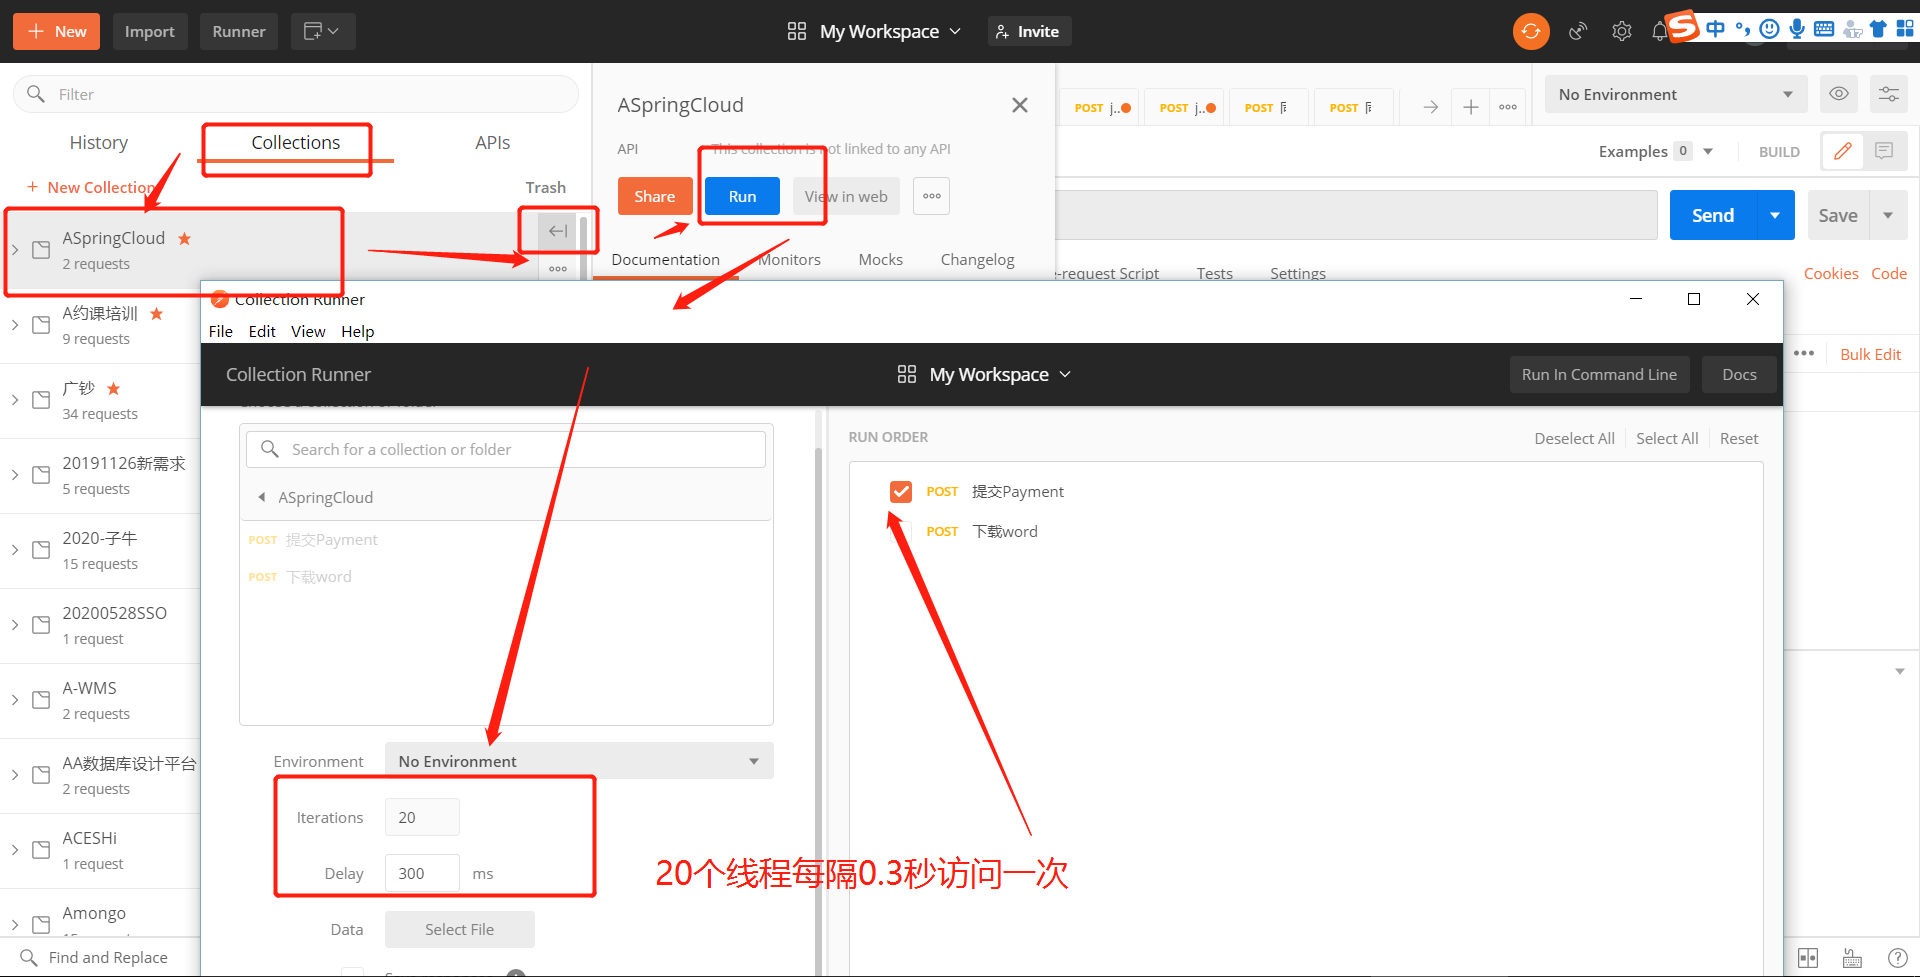 New
Import
Runner
My Workspace
Invite
中
Filter
History
Collections
APIs
New Collection
Trash
ASpringCloud
2 requests
A约课培训
9 requests
广钞
34 requests
20191126新需求
5 requests
2020-子牛
15 requests
20200528SSO
1 request
A-WMS
2 requests
AA数据库设计平台
2 requests
ACESHi
1 request
Amongo
Find and Replace
ASpringCloud
API
This collection is not linked to any API
Share
Run
View in web
Documentation
Monitors
Mocks
Changelog
POST j..
POST j..
POST
POST
No Environment
Examples 0
BUILD
Send
Save
e-request Script
Tests
Settings
Cookies
Code
Bulk Edit
Collection Runner
File
Edit
View
Help
Collection Runner
My Workspace
Run In Command Line
Docs
Search for a collection or folder
ASpringCloud
POST 提交Payment
POST 下载word
Environment
No Environment
Iterations
20
Delay
300
ms
Data
Select File
RUN ORDER
Deselect All
Select All
Reset
POST 提交Payment
POST 下载word
20个线程每隔0.3秒访问一次